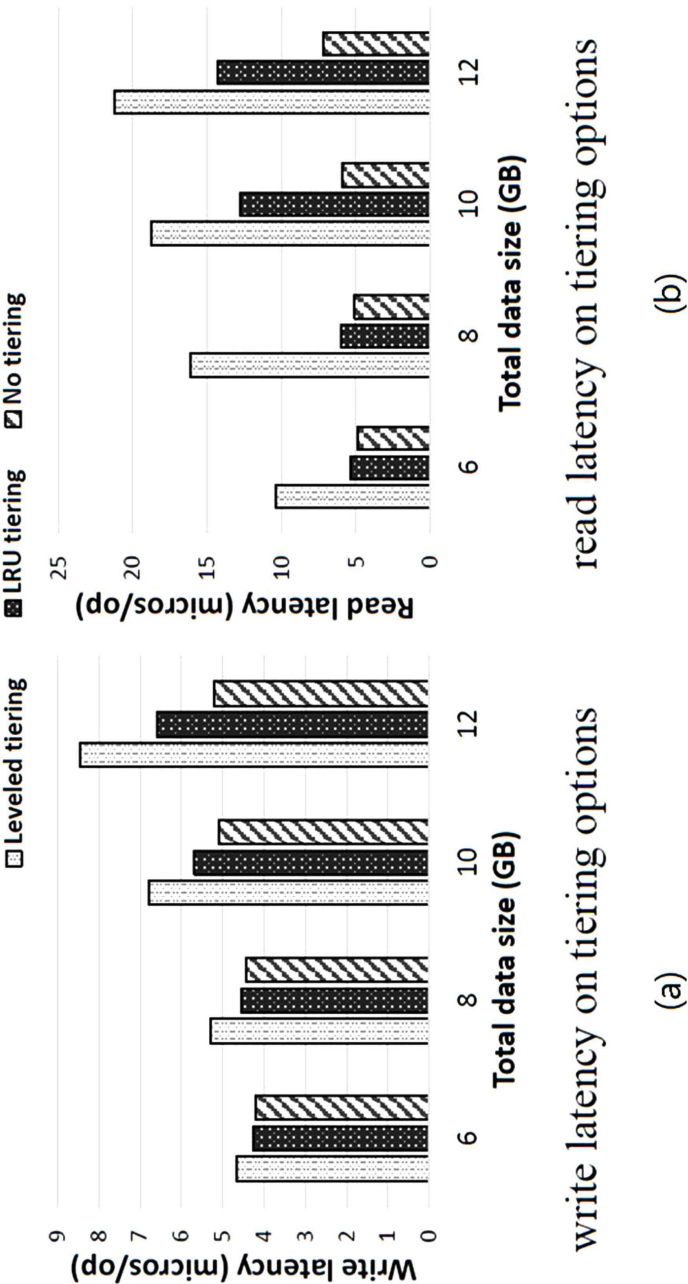 Leveled tiering LRU tiering No tiering
Write latency (micros/op)
9
8
7
6
5
4
3
2
1
0
6 8 10 12
Total data size (GB)
write latency on tiering options
(a)
Read latency (micros/op)
25
20
15
10
5
0
6 8 10 12
Total data size (GB)
read latency on tiering options
(b)